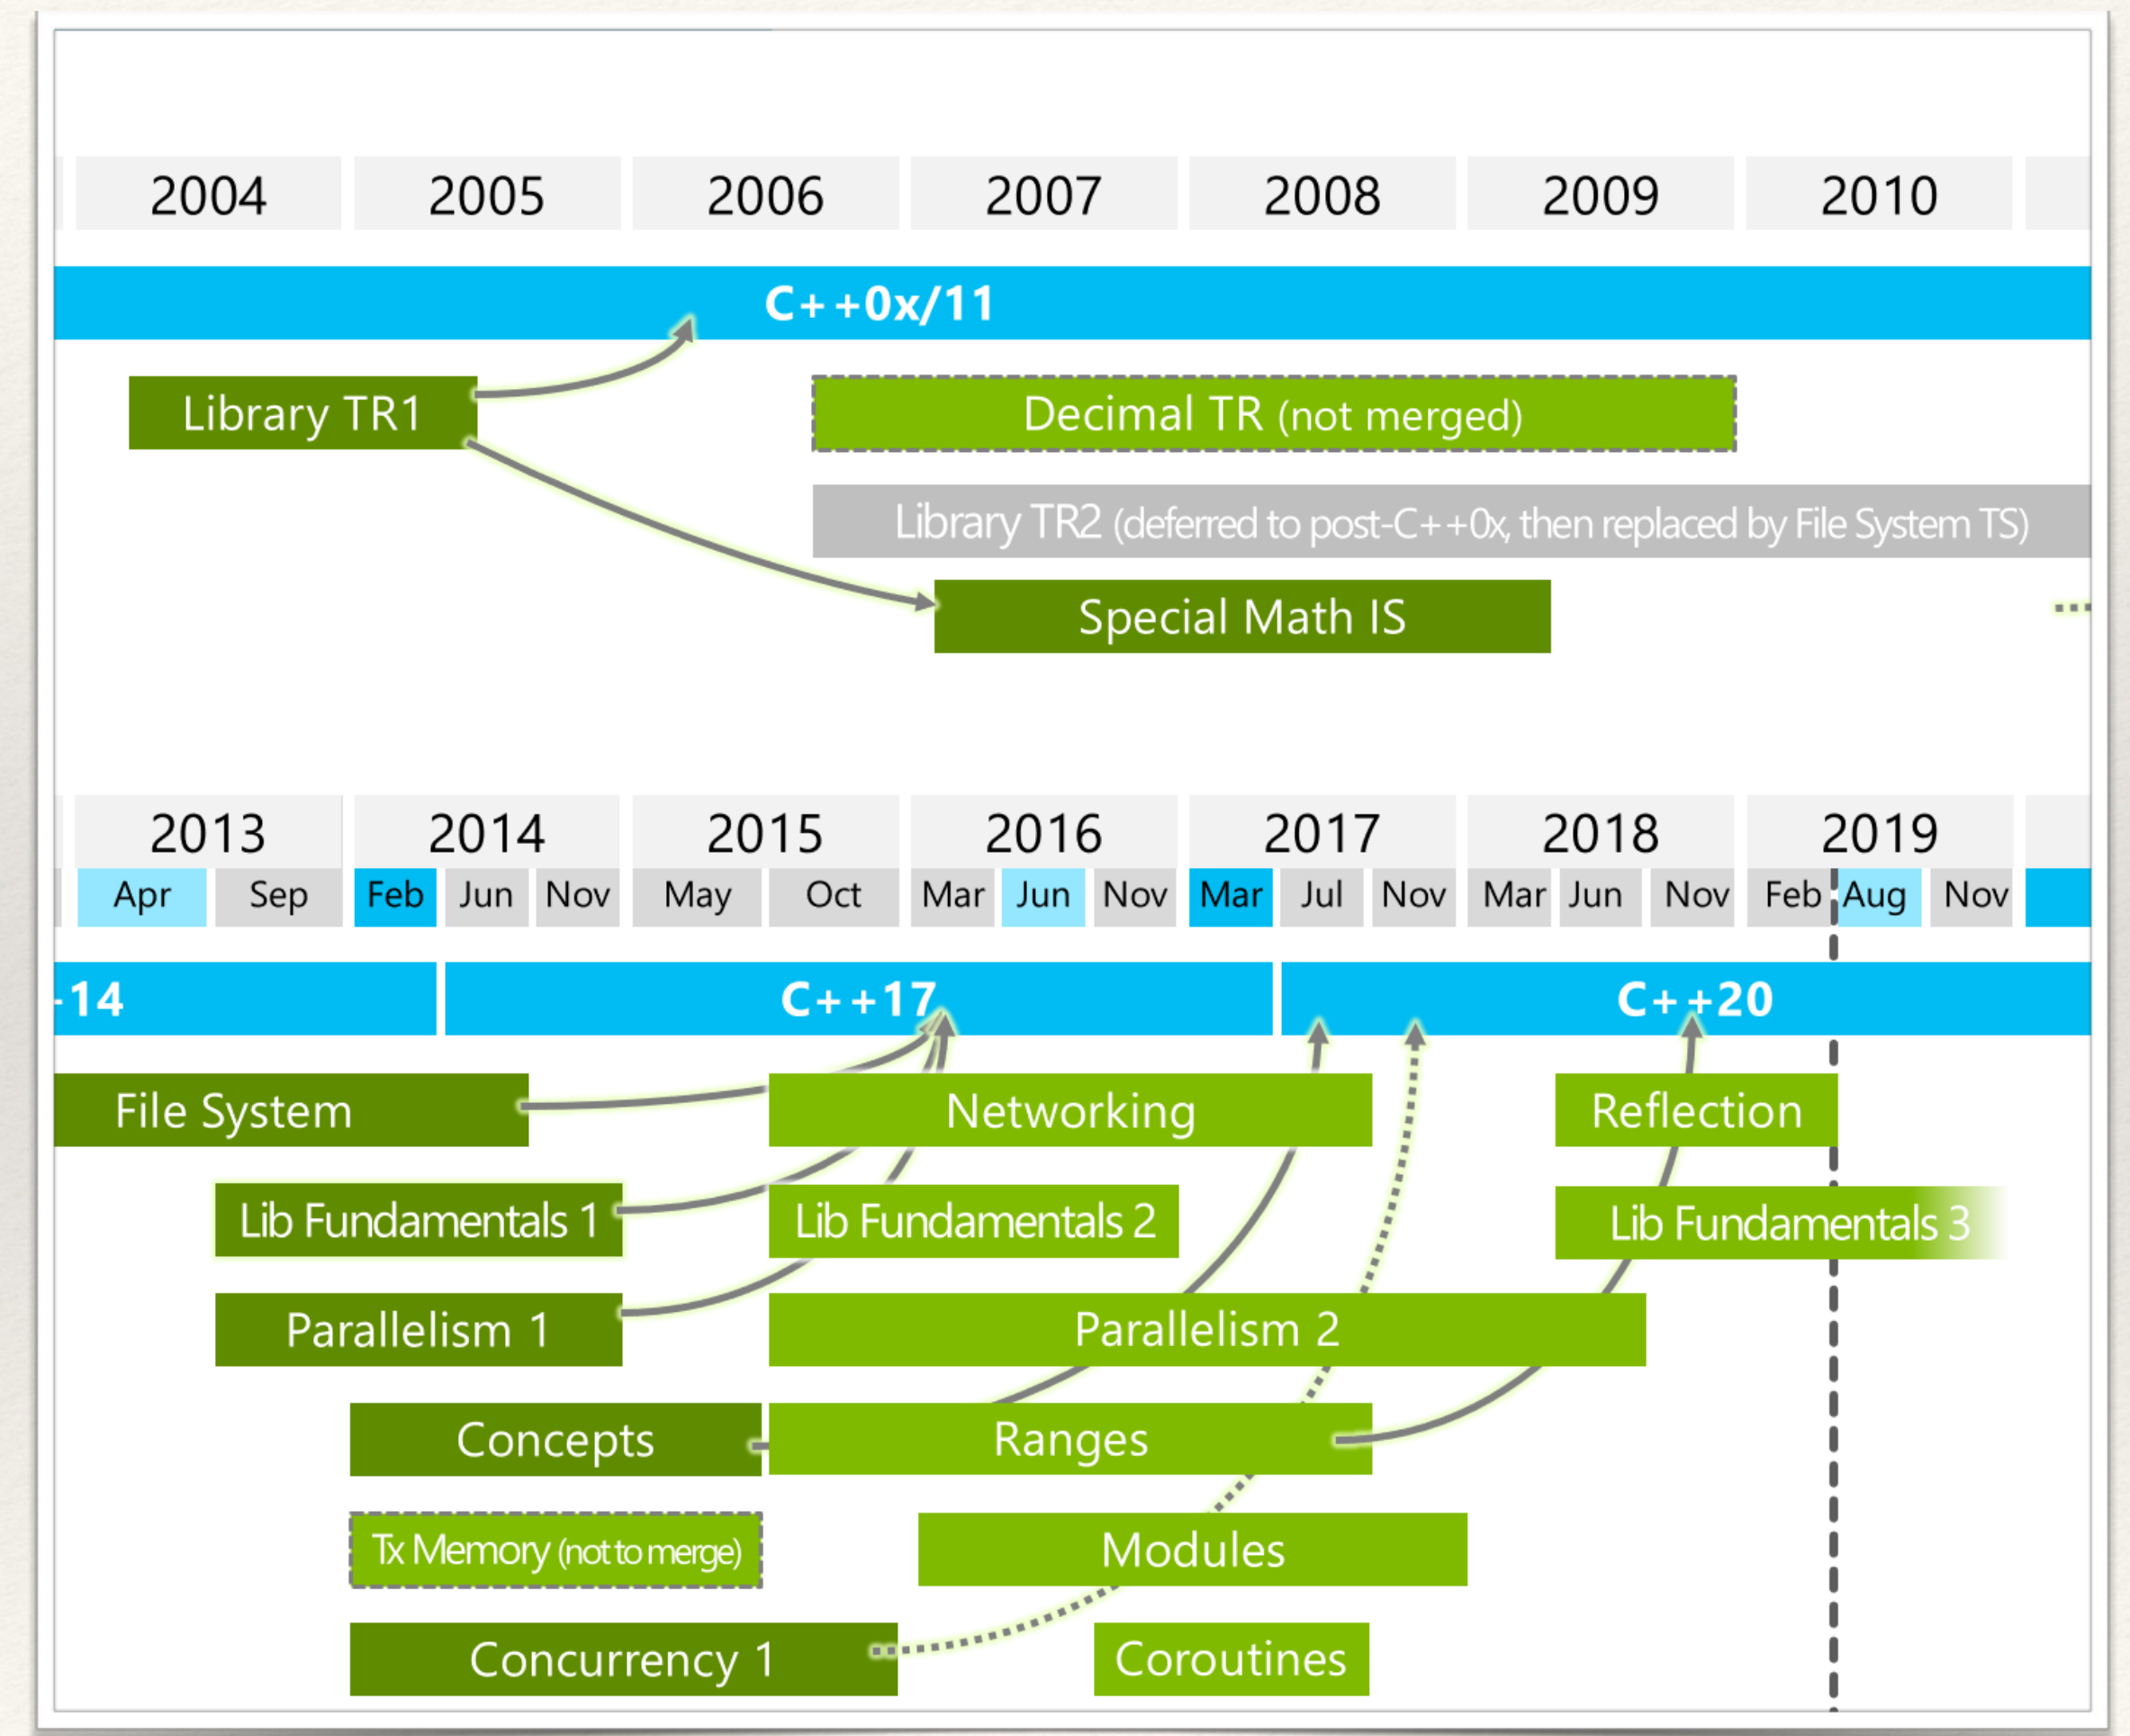 2004 2005 2006 2007 2008 2009 2010
C++0x/11
Library TR1
Decimal TR (not merged)
Library TR2 (deferred to post-C++0x, then replaced by File System TS)
Special Math IS
2013 2014 2015 2016 2017 2018 2019
Apr Sep Feb Jun Nov May Oct Mar Jun Nov Mar Jul Nov Mar Jun Nov Feb Aug Nov
-14 C++17 C++20
File System Networking Reflection
Lib Fundamentals 1 Lib Fundamentals 2 Lib Fundamentals 3
Parallelism 1 Parallelism 2
Concepts Ranges
Tx Memory (not to merge) Modules
Concurrency 1 Coroutines